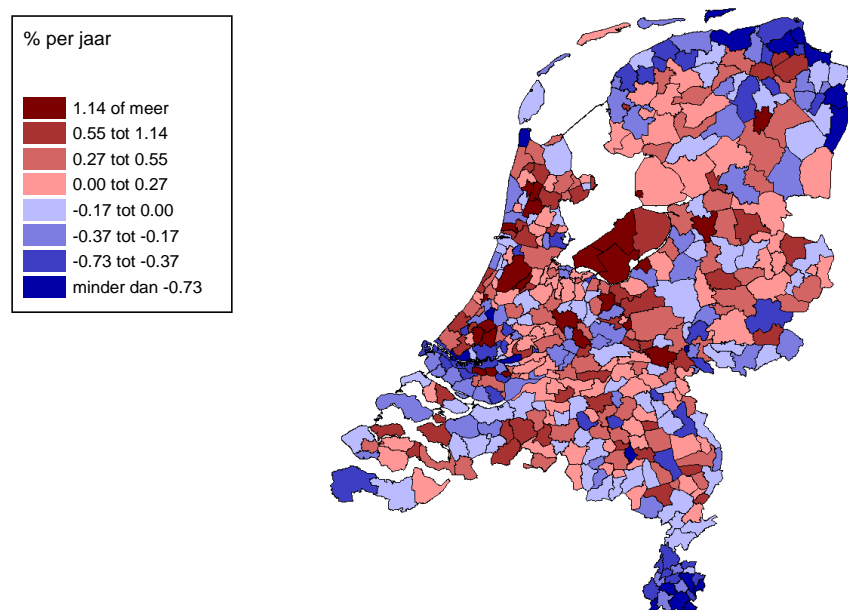 % per jaar
1.14 of meer
0.55 tot 1.14
0.27 tot 0.55
0.00 tot 0.27
-0.17 tot 0.00
-0.37 tot -0.17
-0.73 tot -0.37
minder dan -0.73